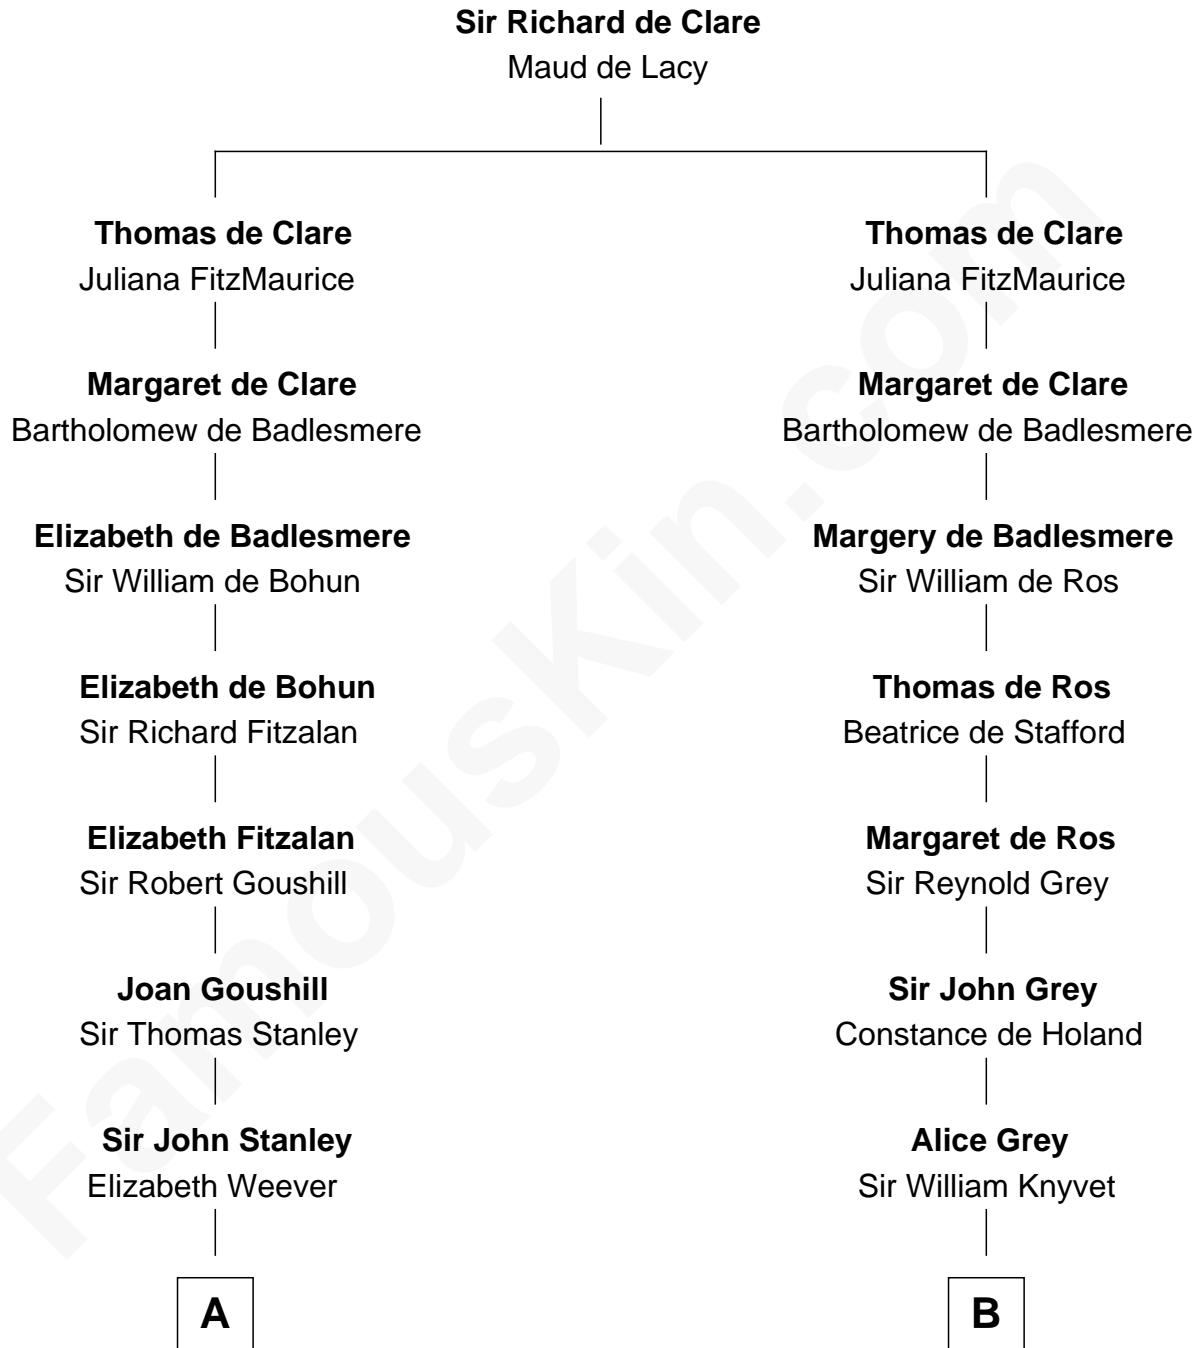 Sir Richard de Clare
Maud de Lacy
Thomas de Clare
Juliana FitzMaurice
Margaret de Clare
Bartholomew de Badlesmere
Elizabeth de Badlesmere
Sir William de Bohun
Elizabeth de Bohun
Sir Richard Fitzalan
Elizabeth Fitzalan
Sir Robert Goushill
Joan Goushill
Sir Thomas Stanley
Sir John Stanley
Elizabeth Weever
A
Thomas de Clare
Juliana FitzMaurice
Margaret de Clare
Bartholomew de Badlesmere
Margery de Badlesmere
Sir William de Ros
Thomas de Ros
Beatrice de Stafford
Margaret de Ros
Sir Reynold Grey
Sir John Grey
Constance de Holand
Alice Grey
Sir William Knyvet
B
FamousKin.com